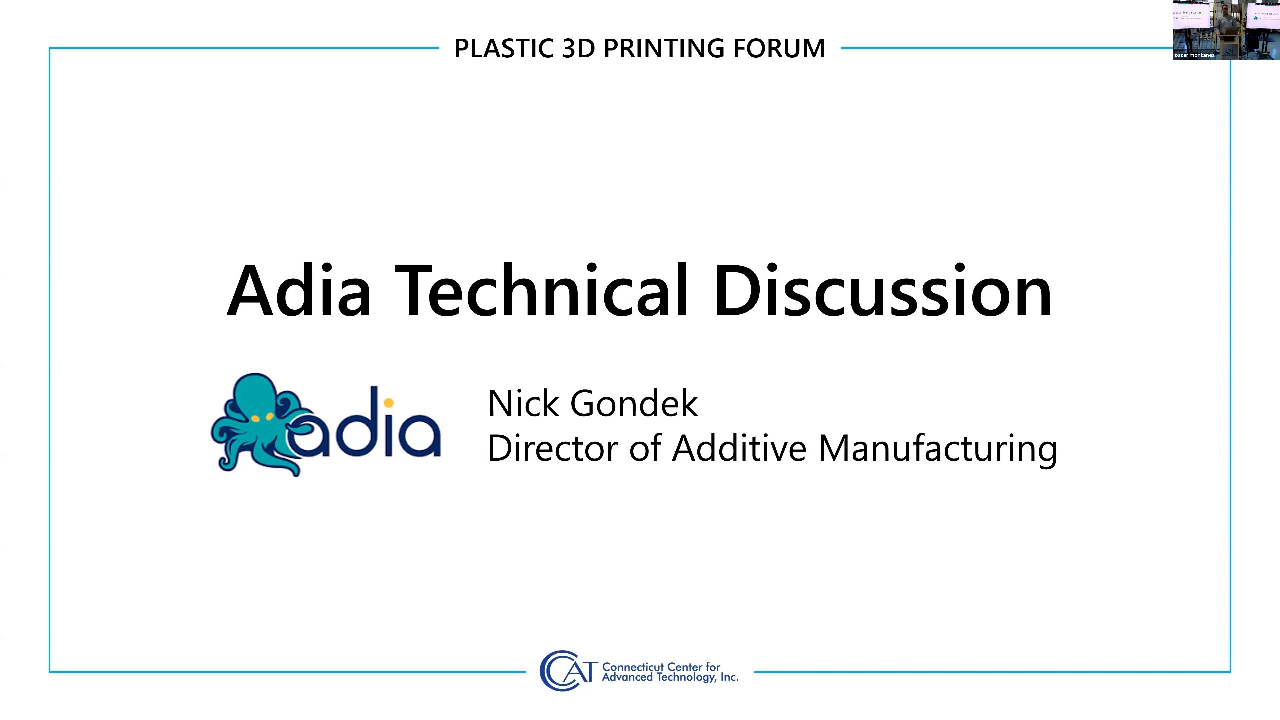 PLASTIC 3D PRINTING FORUM
Adia Technical Discussion
adia
Nick Gondek
Director of Additive Manufacturing
CCAT Connecticut Center for
Advanced Technology, Inc.